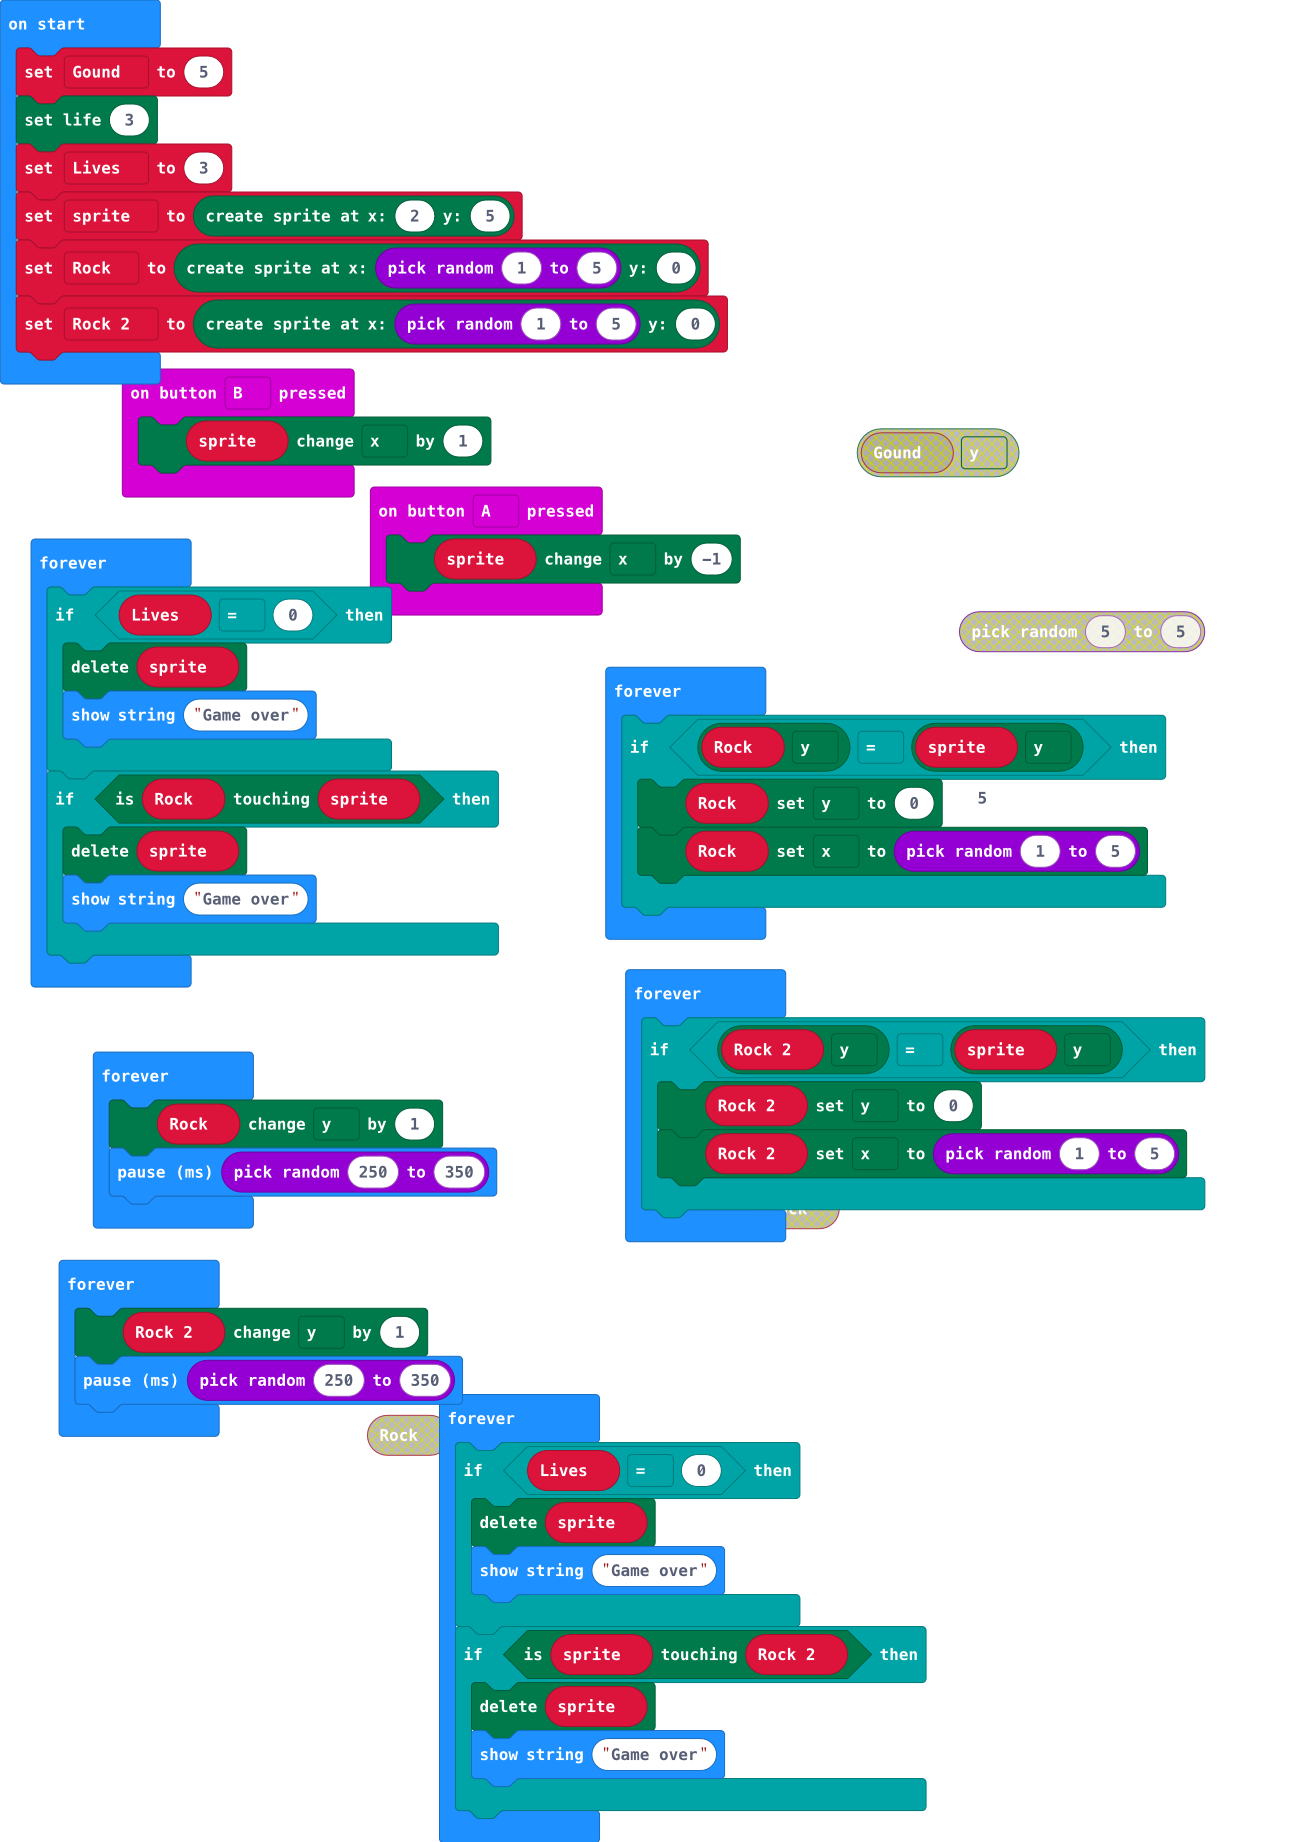 on start
set Gound to 5
set life 3
set Lives to 3
set sprite to create sprite at x: 2 y: 5
set Rock to create sprite at x: pick random 1 to 5 y: 0
set Rock 2 to create sprite at x: pick random 1 to 5 y: 0
on button B pressed
sprite change x by 1
Gound y
on button A pressed
sprite change x by -1
forever
if Lives = 0 then
delete sprite
show string "Game over"
if is Rock touching sprite then
delete sprite
show string "Game over"
pick random 5 to 5
forever
if Rock y = sprite y then
Rock set y to 0
5
Rock set x to pick random 1 to 5
forever
if Rock 2 y = sprite y then
Rock 2 set y to 0
Rock 2 set x to pick random 1 to 5
forever
Rock change y by 1
pause (ms) pick random 250 to 350
forever
Rock 2 change y by 1
pause (ms) pick random 250 to 350
Rock
forever
if Lives = 0 then
delete sprite
show string "Game over"
if is sprite touching Rock 2 then
delete sprite
show string "Game over"